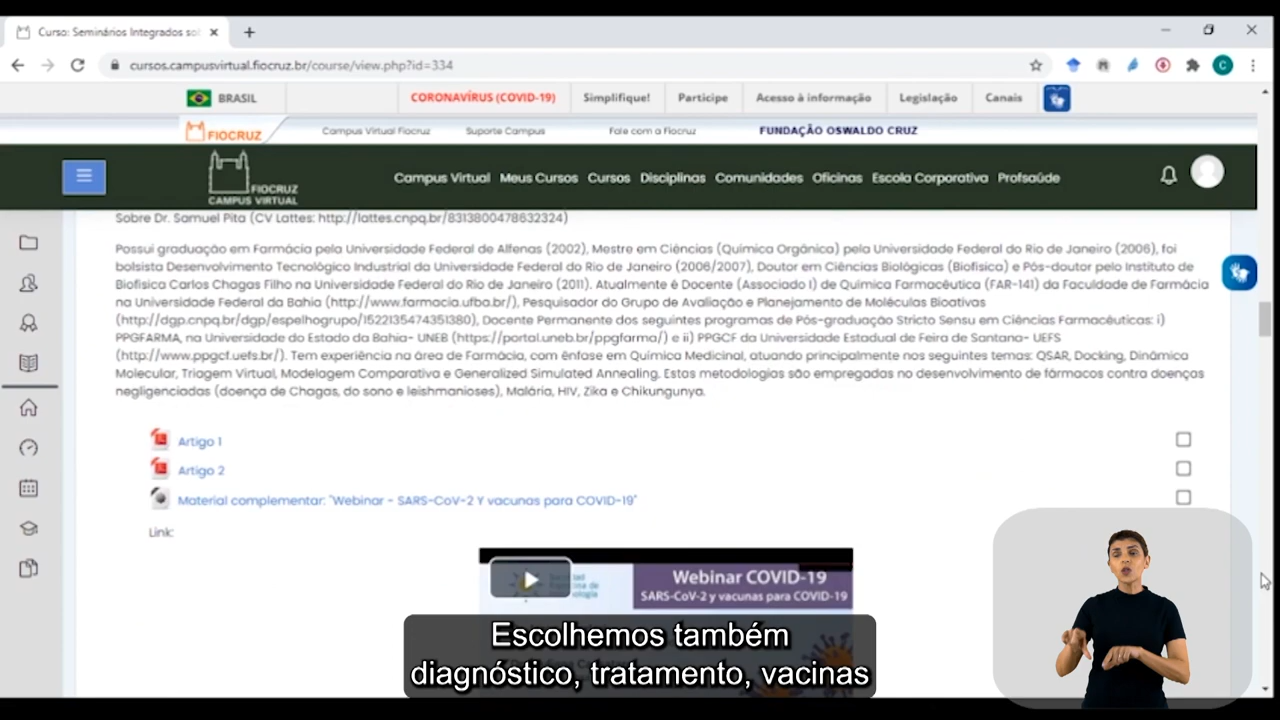 Curso: Seminários Integrados sol
cursos.campusvirtual.fiocruz.br/course/view.php?id=334
BRASIL CORONAVÍRUS (COVID-19) Simplifique! Participe Acesso à informação Legislação Canais
FIOCRUZ Campus Virtual Fiocruz Suporte Campus Fale com a Fiocruz FUNDAÇÃO OSWALDO CRUZ
FIOCRUZ
CAMPUS VIRTUAL
Campus Virtual Meus Cursos Cursos Disciplinas Comunidades Oficinas Escola Corporativa Profsaúde
Sobre Dr. Samuel Pita (CV Lattes: http://lattes.cnpq.br/8313800478632324)
Possui graduação em Farmácia pela Universidade Federal de Alfenas (2002), Mestre em Ciências (Química Orgânica) pela Universidade Federal do Rio de Janeiro (2006), foi
bolsista Desenvolvimento Tecnológico Industrial da Universidade Federal do Rio de Janeiro (2006/2007), Doutor em Ciências Biológicas (Biofísica) e Pós-doutor pelo Instituto de
Biofísica Carlos Chagas Filho na Universidade Federal do Rio de Janeiro (2011). Atualmente é Docente (Associado I) de Química Farmacêutica (FAR-141) da Faculdade de Farmácia
na Universidade Federal da Bahia (http://www.farmacia.ufba.br/), Pesquisador do Grupo de Avaliação e Planejamento de Moléculas Bioativas
(http://dgp.cnpq.br/dgp/espelhogrupo/1522135474351380), Docente Permanente dos seguintes programas de Pós-graduação Stricto Sensu em Ciências Farmacêuticas: i)
PPGFARMA, na Universidade do Estado da Bahia- UNEB (https://portal.uneb.br/ppgfarma/) e ii) PPGCF da Universidade Estadual de Feira de Santana- UEFS
(http://www.ppgcf.uefs.br/). Tem experiência na área de Farmácia, com ênfase em Química Medicinal, atuando principalmente nos seguintes temas: QSAR, Docking, Dinâmica
Molecular, Triagem Virtual, Modelagem Comparativa e Generalized Simulated Annealing. Estas metodologias são empregadas no desenvolvimento de fármacos contra doenças
negligenciadas (doença de Chagas, do sono e leishmanioses), Malária, HIV, Zika e Chikungunya.
Artigo 1
Artigo 2
Material complementar: "Webinar - SARS-CoV-2 Y vacunas para COVID-19"
Link:
Webinar COVID-19
SARS-CoV-2 y vacunas para COVID-19
Escolhemos também
diagnóstico, tratamento, vacinas